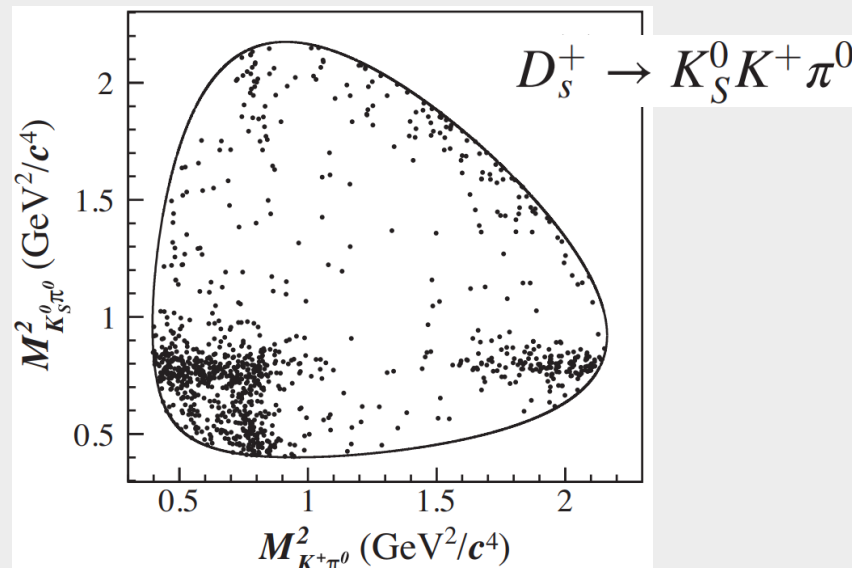 D_s^+ → K_S^0 K^+ π^0
M^2_{K_S^0π^0} (GeV^2/c^4)
2
1.5
1
0.5
0.5 1 1.5 2
M^2_{K^+π^0} (GeV^2/c^4)